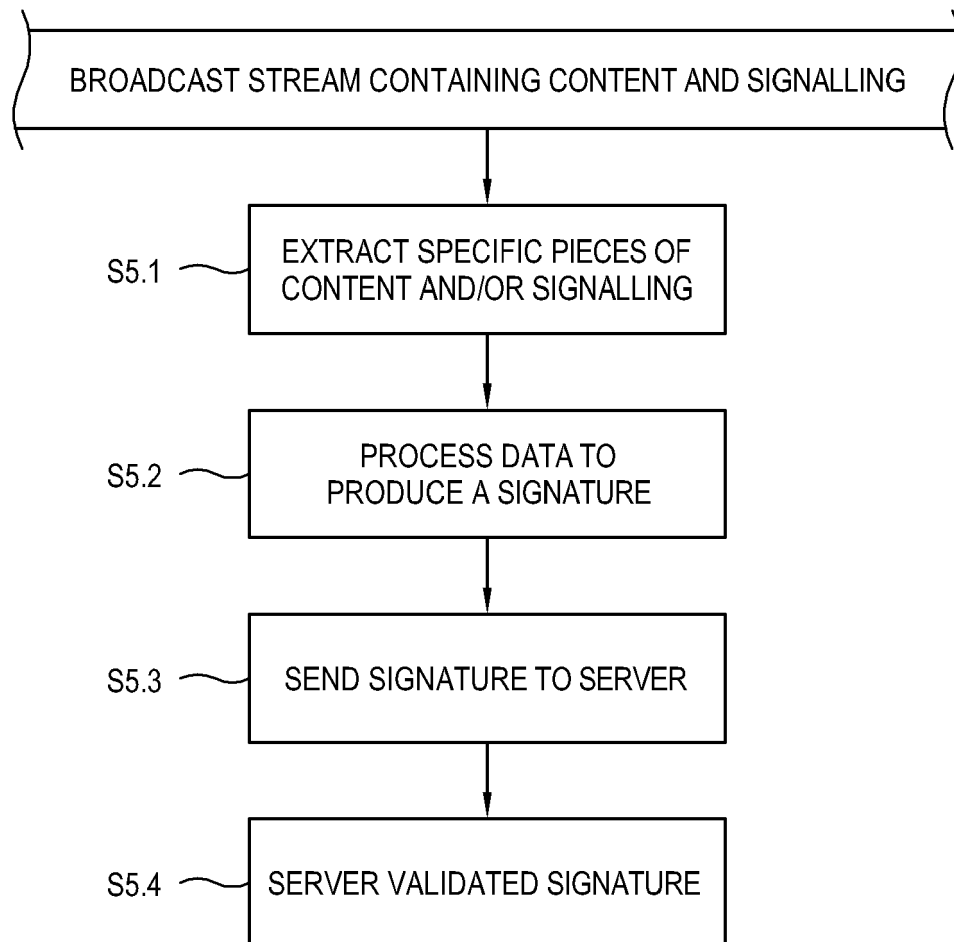 BROADCAST STREAM CONTAINING CONTENT AND SIGNALLING
S5.1
EXTRACT SPECIFIC PIECES OF
CONTENT AND/OR SIGNALLING
S5.2
PROCESS DATA TO
PRODUCE A SIGNATURE
S5.3
SEND SIGNATURE TO SERVER
S5.4
SERVER VALIDATED SIGNATURE